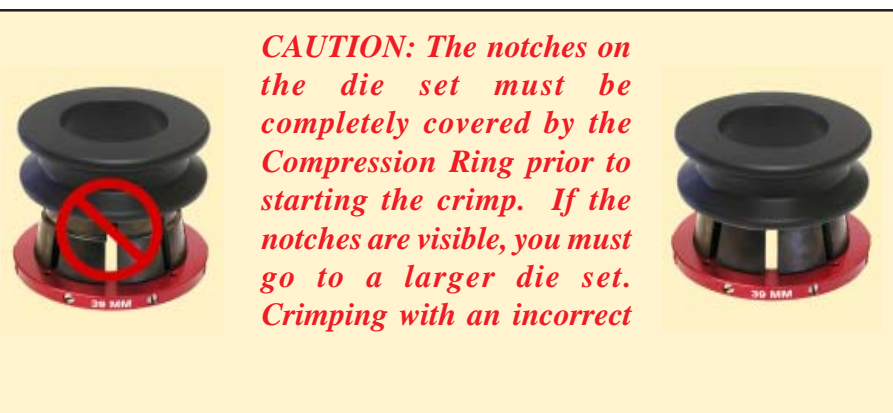 CAUTION: The notches on
the die set must be
completely covered by the
Compression Ring prior to
starting the crimp. If the
notches are visible, you must
go to a larger die set.
Crimping with an incorrect
39 MM
39 MM